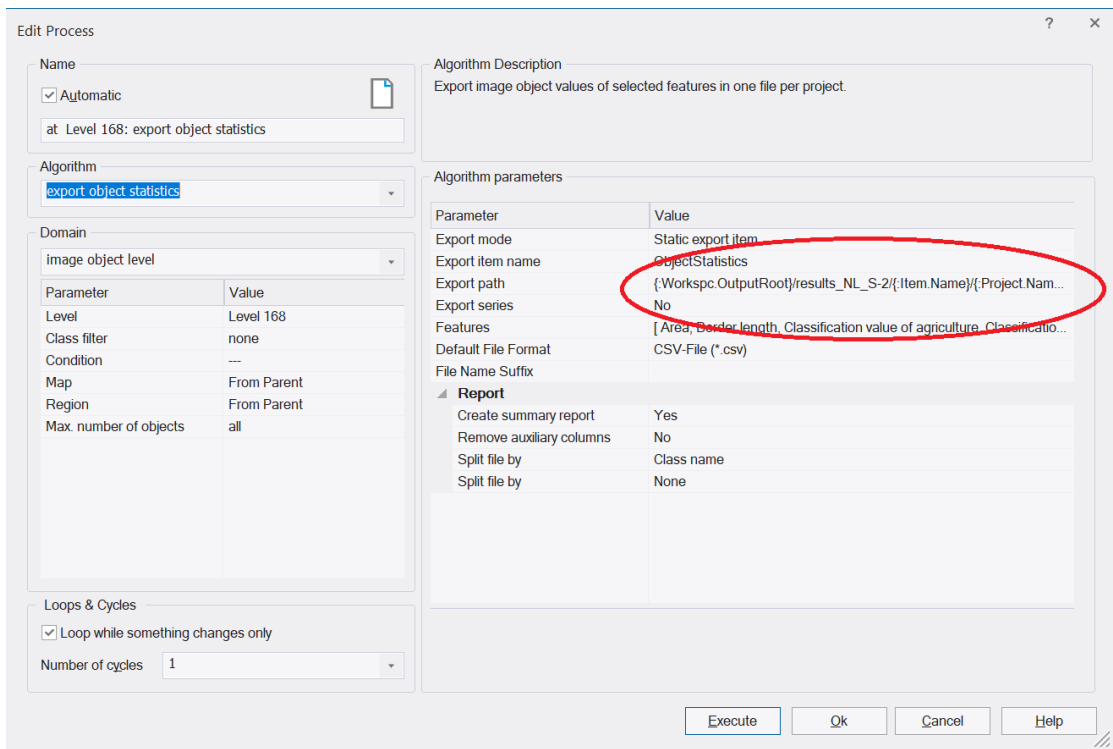 Edit Process
?
Name
Automatic
at Level 168: export object statistics
Algorithm
export object statistics
Domain
image object level
Parameter Value
Level Level 168
Class filter none
Condition ---
Map From Parent
Region From Parent
Max. number of objects all
Loops & Cycles
Loop while something changes only
Number of cycles 1
Algorithm Description
Export image object values of selected features in one file per project.
Algorithm parameters
Parameter Value
Export mode Static export item
Export item name ObjectStatistics
Export path {:Workspc.OutputRoot}/results_NL_S-2/{:Item.Name}/{:Project.Nam...
Export series No
Features [ Area, Border length, Classification value of agriculture, Classificatio...
Default File Format CSV-File (*.csv)
File Name Suffix
Report
Create summary report Yes
Remove auxiliary columns No
Split file by Class name
Split file by None
Execute Ok Cancel Help